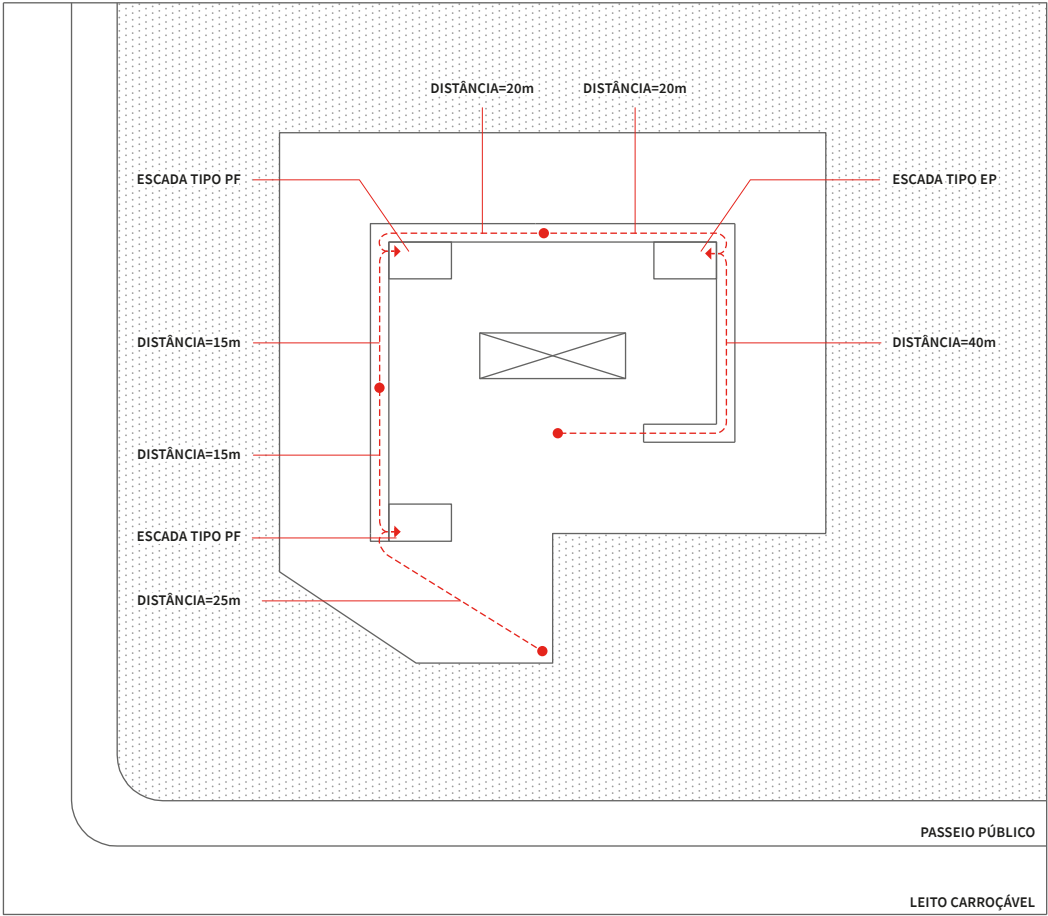 DISTÂNCIA=20m
DISTÂNCIA=20m
ESCADA TIPO PF
ESCADA TIPO EP
DISTÂNCIA=15m
DISTÂNCIA=40m
DISTÂNCIA=15m
ESCADA TIPO PF
DISTÂNCIA=25m
PASSEIO PÚBLICO
LEITO CARROÇÁVEL